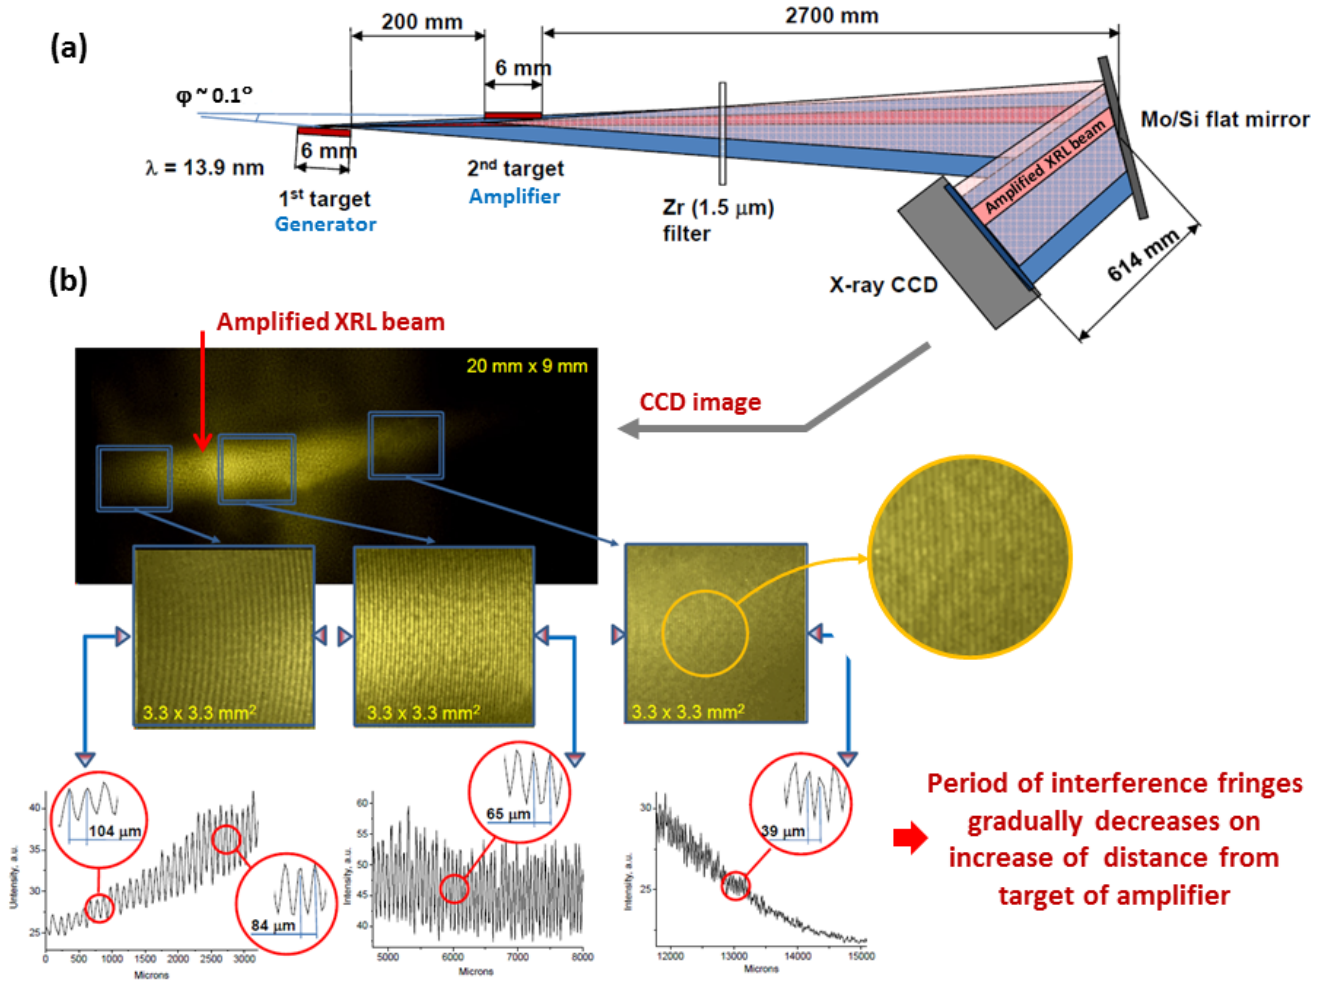 (a)
200 mm
2700 mm
6 mm
φ ~ 0.1°
Mo/Si flat mirror
6 mm
λ = 13.9 nm
1st target
Generator
2nd target
Amplifier
Zr (1.5 μm)
filter
Amplified XRL beam
614 mm
X-ray CCD
(b)
Amplified XRL beam
20 mm x 9 mm
CCD image
3.3 x 3.3 mm2
3.3 x 3.3 mm2
3.3 x 3.3 mm2
104 μm
84 μm
65 μm
39 μm
Untensity, a.u.
40
35
30
25
0 500 1000 1500 2000 2500 3000
Microns
Intensity, a.u.
60
55
50
45
40
5000 6000 7000 8000
Microns
Intensity, a.u.
30
25
12000 13000 14000 15000
Microns
Period of interference fringes
gradually decreases on
increase of distance from
target of amplifier